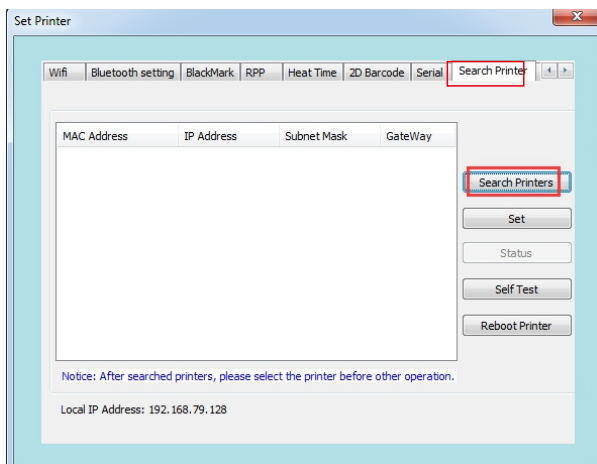 Set Printer
Wifi Bluetooth setting BlackMark RPP Heat Time 2D Barcode Serial Search Printer
MAC Address IP Address Subnet Mask GateWay
Search Printers
Set
Status
Self Test
Reboot Printer
Notice: After searched printers, please select the printer before other operation.
Local IP Address: 192.168.79.128